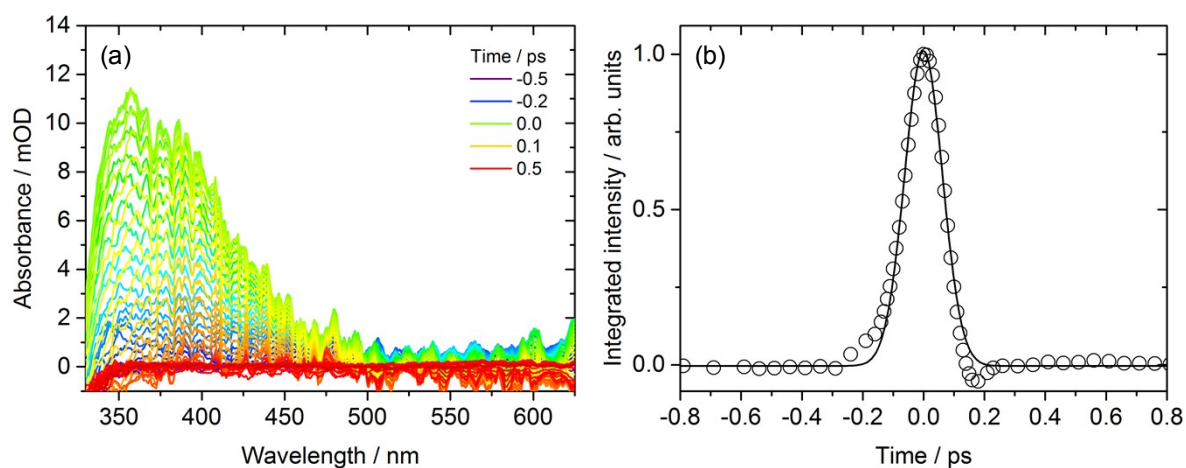 (a)
Absorbance / mOD
14
12
10
8
6
4
2
0
350 400 450 500 550 600
Wavelength / nm
Time / ps
-0.5
-0.2
0.0
0.1
0.5
(b)
Integrated intensity / arb. units
1.0
0.5
0.0
-0.8 -0.6 -0.4 -0.2 0.0 0.2 0.4 0.6 0.8
Time / ps